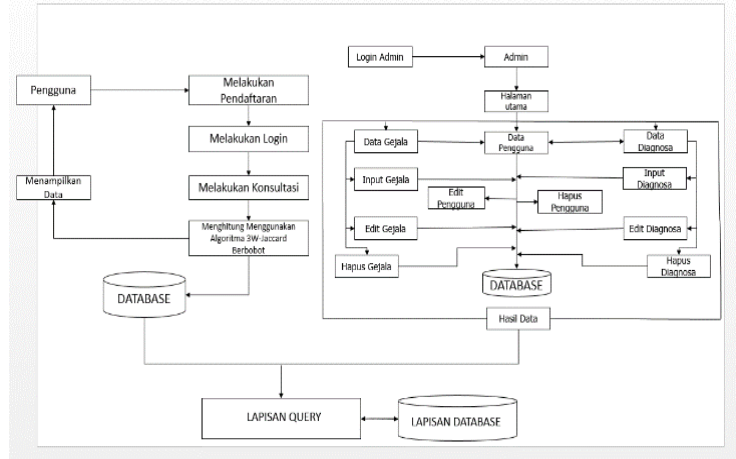 Login Admin
Admin
Pengguna
Melakukan
Pendaftaran
Halaman
utama
Melakukan Login
Data Gejala
Data
Pengguna
Data
Diagnosa
Menampilkan
Data
Melakukan Konsultasi
Input Gejala
Input
Diagnosa
Edit
Pengguna
Hapus
Pengguna
Menghitung Menggunakan
Algoritma 3W-Jaccard
Berbobot
Edit Gejala
Edit Diagnosa
Hapus Gejala
Hapus
Diagnosa
DATABASE
DATABASE
Hasil Data
LAPISAN QUERY
LAPISAN DATABASE